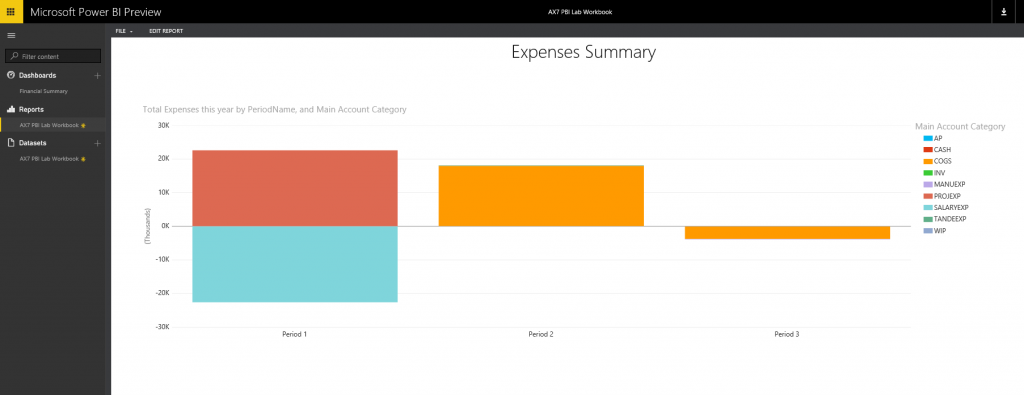 Microsoft Power BI Preview
AX7 PBI Lab Workbook
FILE
EDIT REPORT
Filter content
Dashboards
Financial Summary
Reports
AX7 PBI Lab Workbook
Datasets
AX7 PBI Lab Workbook
Expenses Summary
Total Expenses this year by PeriodName, and Main Account Category
30K
20K
10K
0K
-10K
-20K
-30K
(Thousands)
Period 1
Period 2
Period 3
Main Account Category
AP
CASH
COGS
INV
MANUEXP
PROJEXP
SALARYEXP
TANDEEXP
WIP